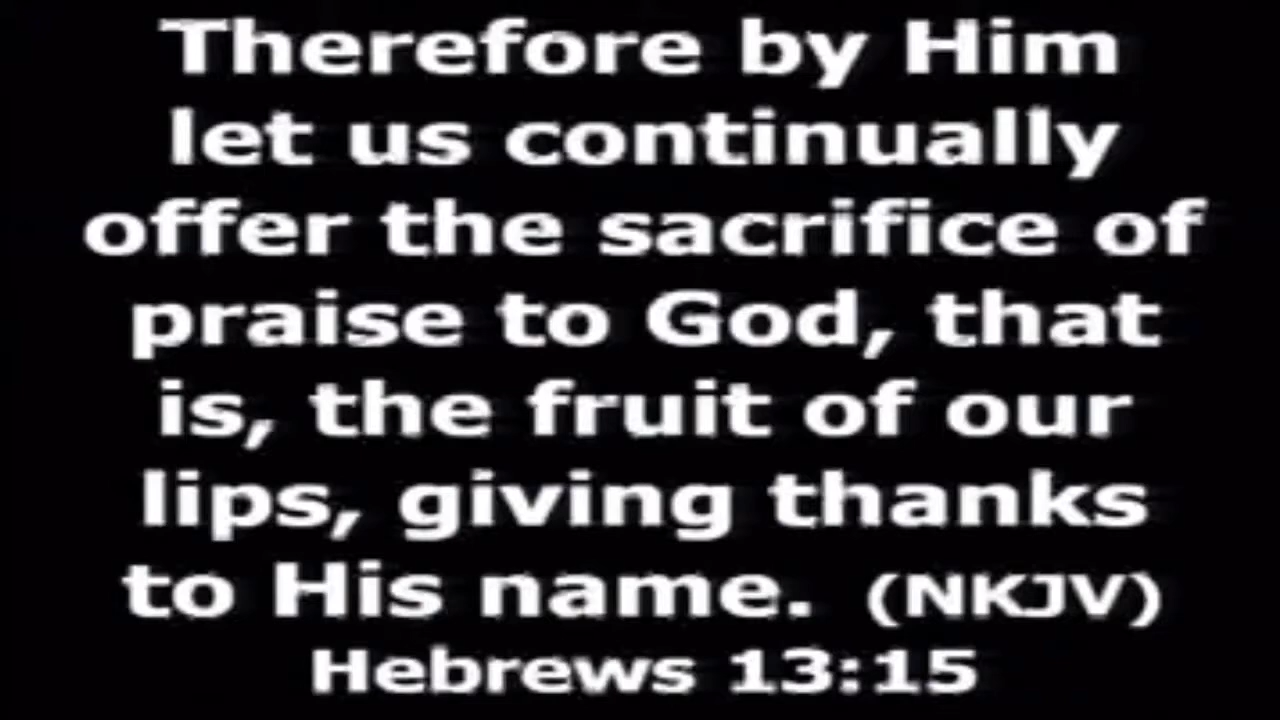 Therefore by Him
let us continually
offer the sacrifice of
praise to God, that
is, the fruit of our
lips, giving thanks
to His name. (NKJV)
Hebrews 13:15